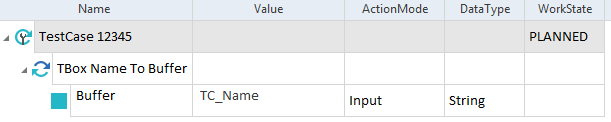 Name Value ActionMode DataType WorkState
TestCase 12345 PLANNED
TBox Name To Buffer
Buffer TC_Name Input String